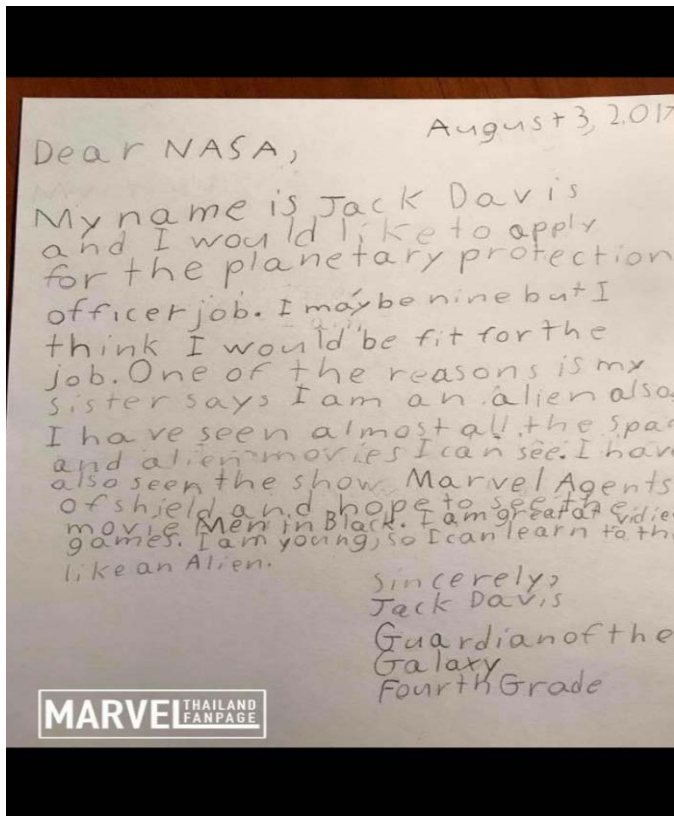 August 3, 2017
Dear NASA,
My name is Jack Davis
and I would like to apply
for the planetary protection
officer job. I may be nine but I
think I would be fit for the
job. One of the reasons is my
sister says I am an alien also
I have seen almost all the spac
and alien movies I can see. I have
also seen the show Marvel Agents
of shield and hope to see the
movie Men in Black. I am great at vidie
games. I am young, so I can learn to th
like an Alien.
Sincerely,
Jack Davis
Guardian of the
Galaxy
Fourth Grade
MARVEL THAILAND FANPAGE